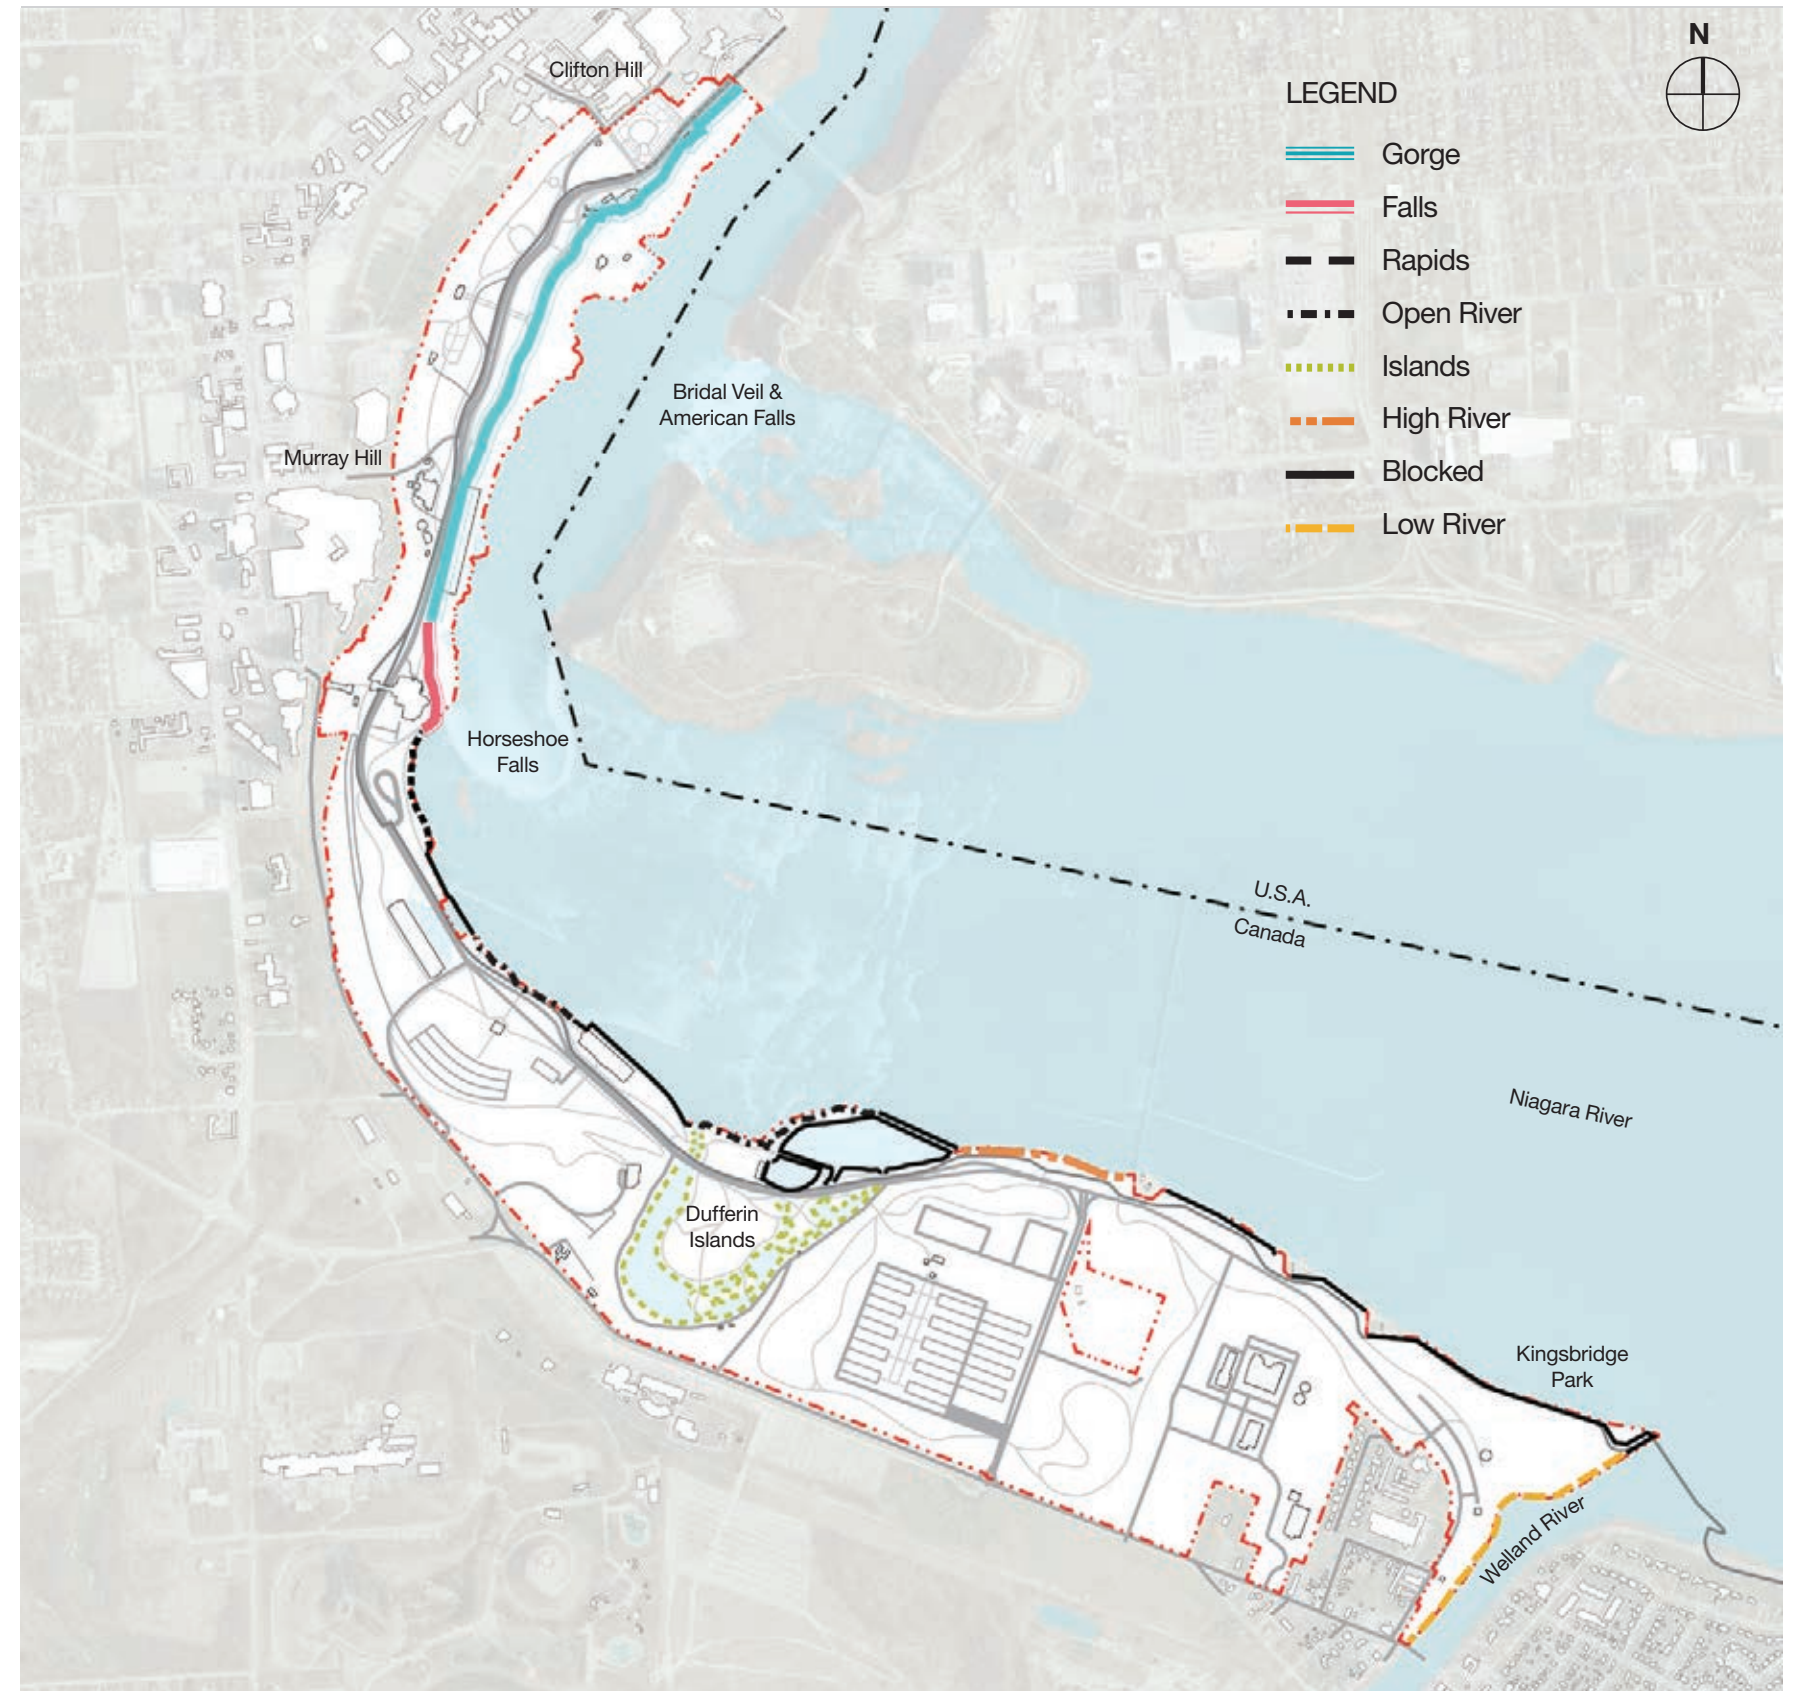 N
Clifton Hill
LEGEND
Gorge
Falls
Rapids
Open River
Islands
High River
Blocked
Low River
Bridal Veil &
American Falls
Murray Hill
Horseshoe
Falls
U.S.A.
Canada
Niagara River
Dufferin
Islands
Kingsbridge
Park
Welland River